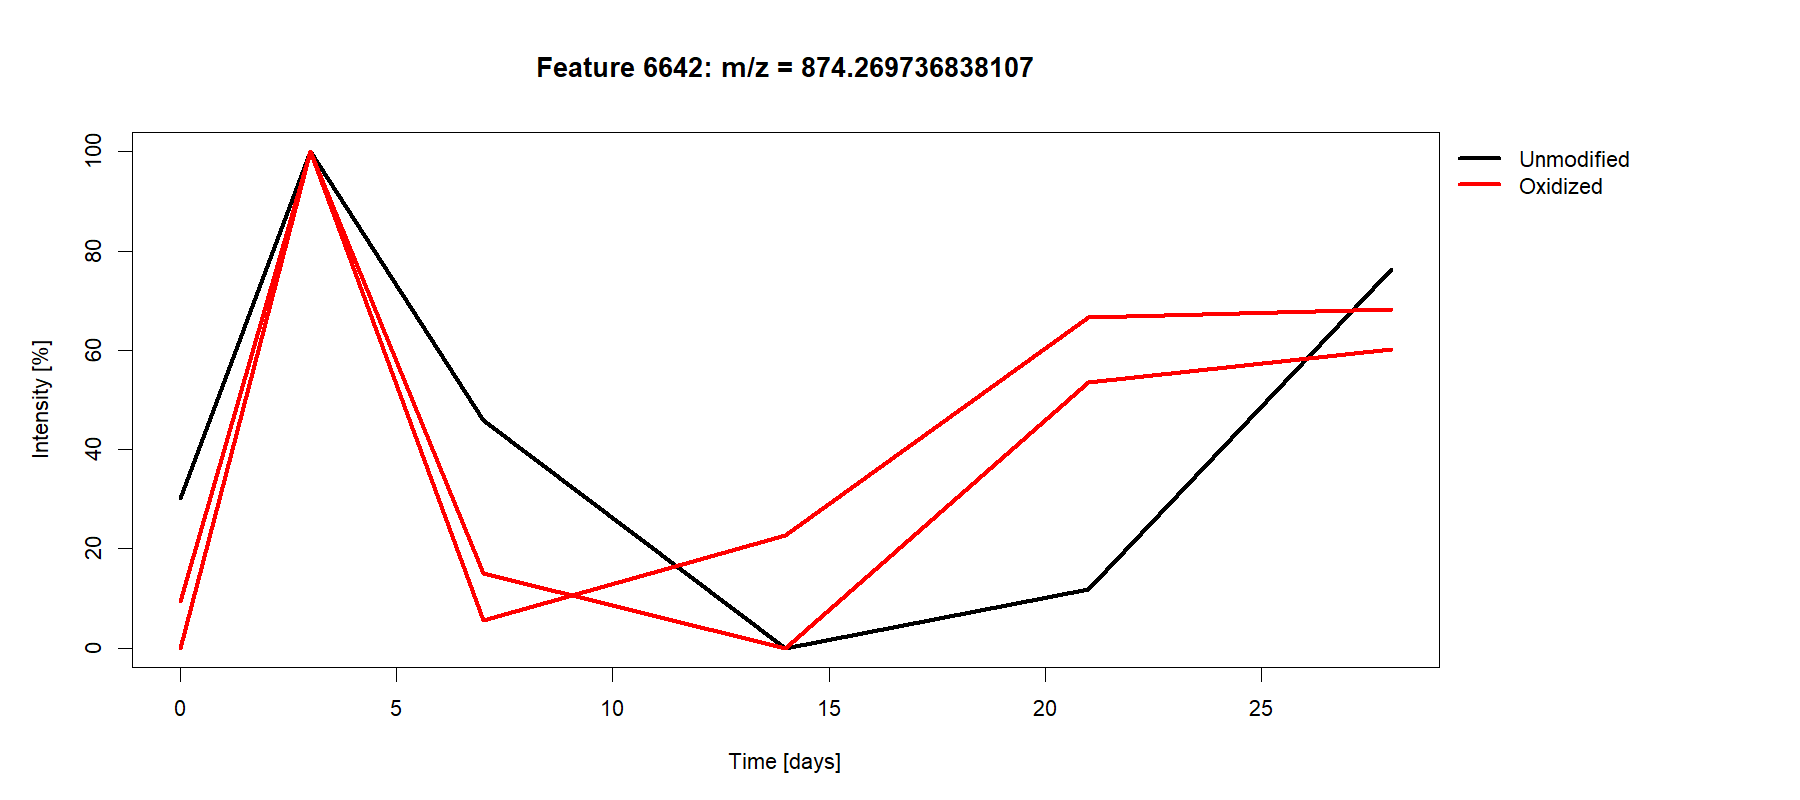 Feature 6642: m/z = 874.269736838107
Unmodified
Oxidized
Intensity [%]
100
80
60
40
20
0
0 5 10 15 20 25
Time [days]